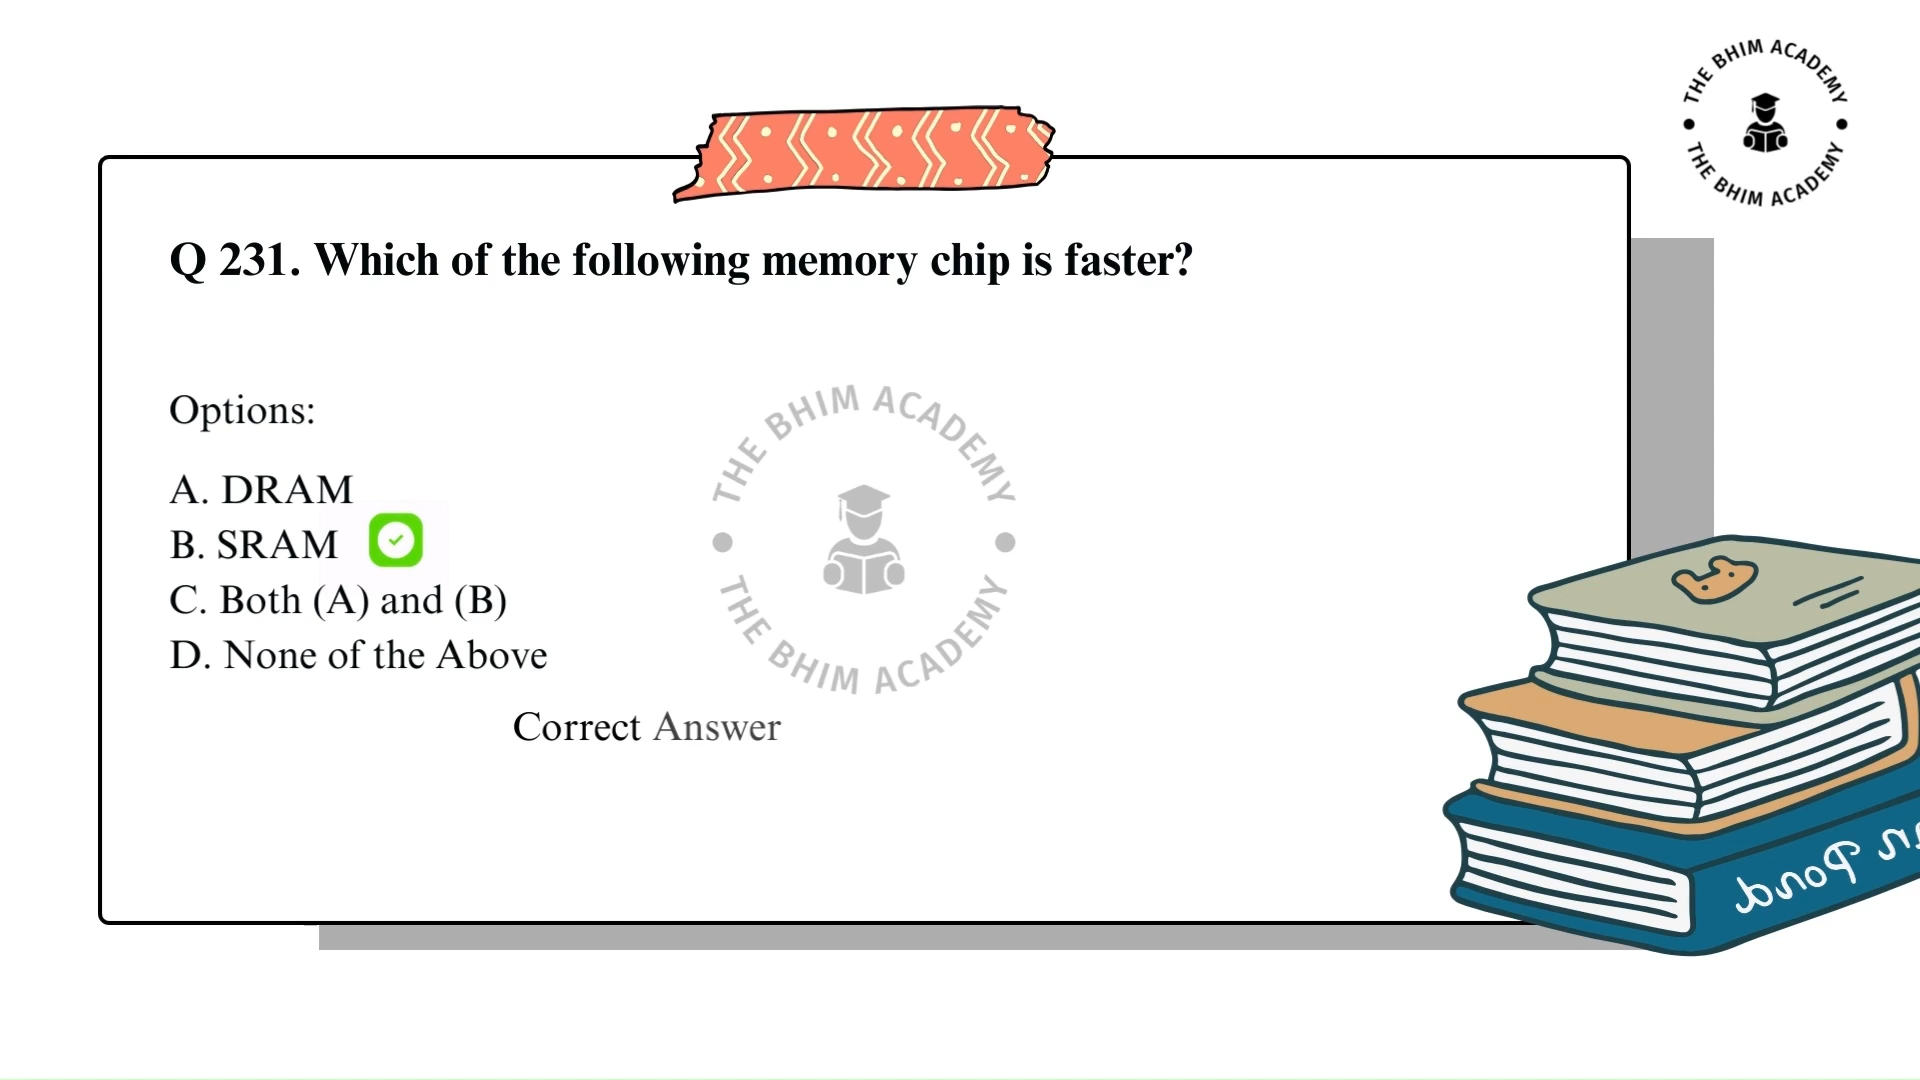 THE BHIM ACADEMY
THE BHIM ACADEMY
Q 231. Which of the following memory chip is faster?
Options:
A. DRAM
B. SRAM
C. Both (A) and (B)
D. None of the Above
THE BHIM ACADEMY
THE BHIM ACADEMY
Correct Answer